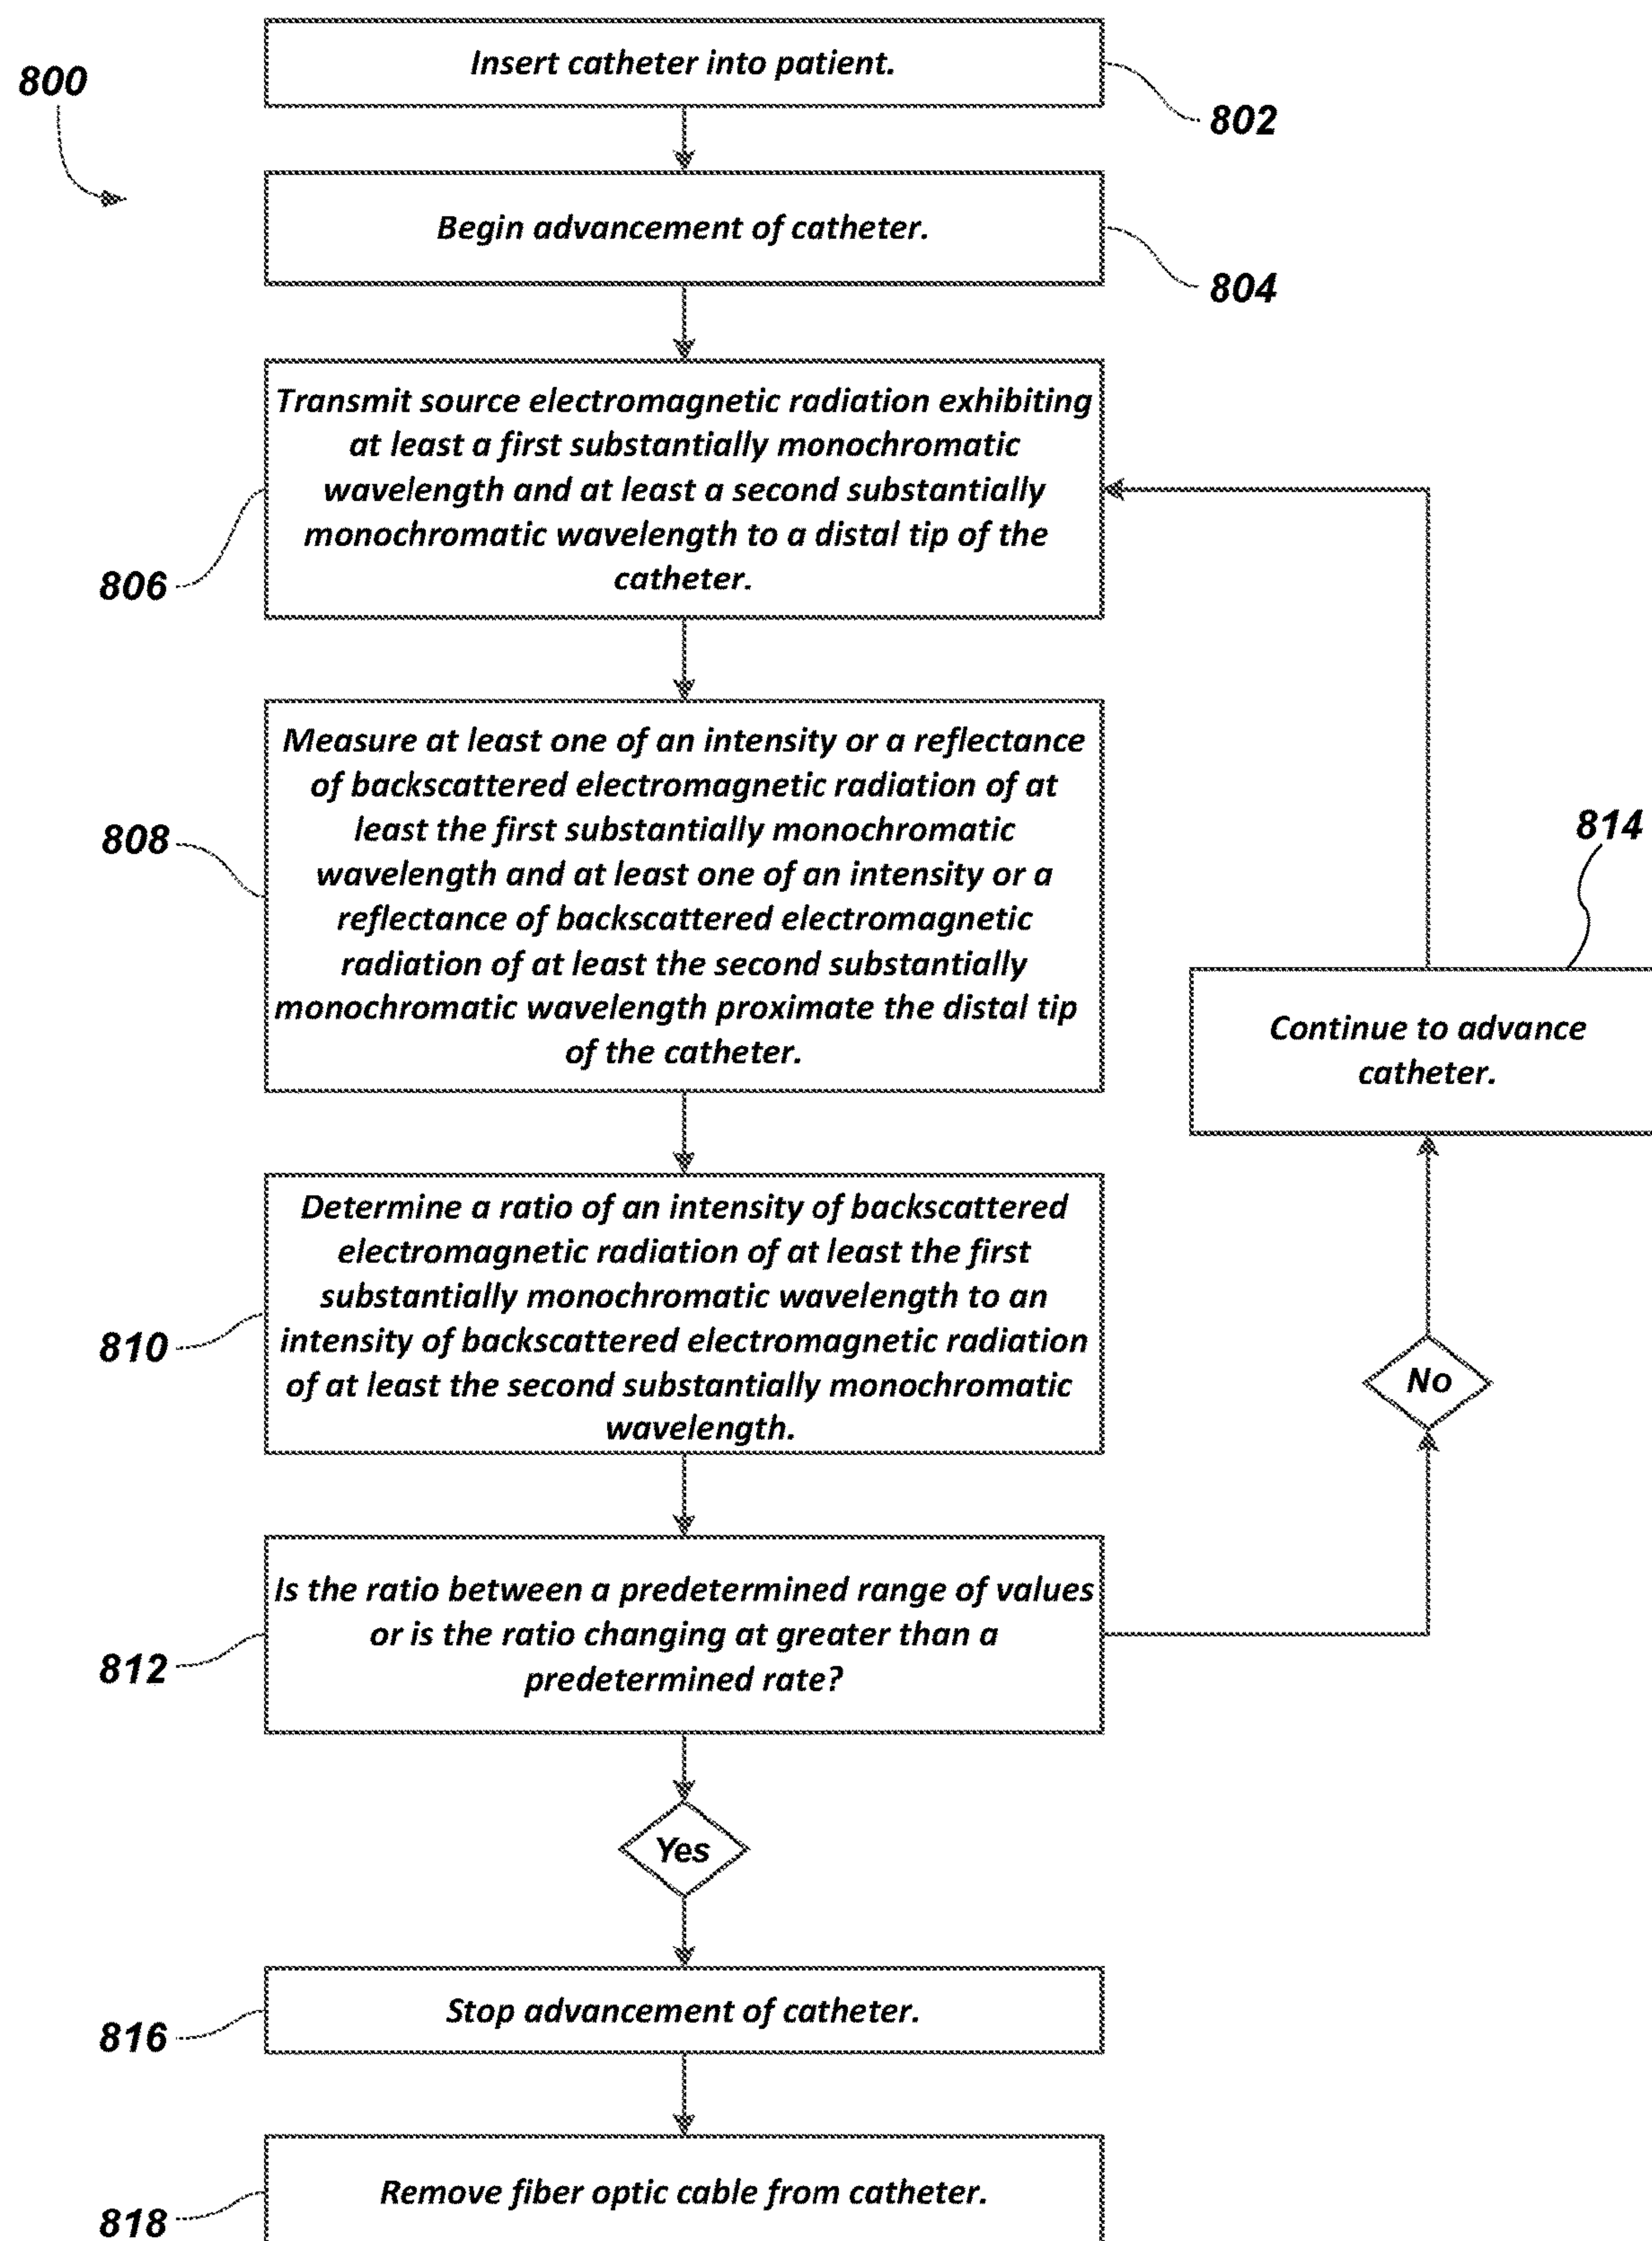 800
Insert catheter into patient.
802
Begin advancement of catheter.
804
Transmit source electromagnetic radiation exhibiting
at least a first substantially monochromatic
wavelength and at least a second substantially
monochromatic wavelength to a distal tip of the
catheter.
806
Measure at least one of an intensity or a reflectance
of backscattered electromagnetic radiation of at
least the first substantially monochromatic
wavelength and at least one of an intensity or a
reflectance of backscattered electromagnetic
radiation of at least the second substantially
monochromatic wavelength proximate the distal tip
of the catheter.
808
814
Continue to advance
catheter.
Determine a ratio of an intensity of backscattered
electromagnetic radiation of at least the first
substantially monochromatic wavelength to an
intensity of backscattered electromagnetic radiation
of at least the second substantially monochromatic
wavelength.
810
No
Is the ratio between a predetermined range of values
or is the ratio changing at greater than a
predetermined rate?
812
Yes
Stop advancement of catheter.
816
Remove fiber optic cable from catheter.
818